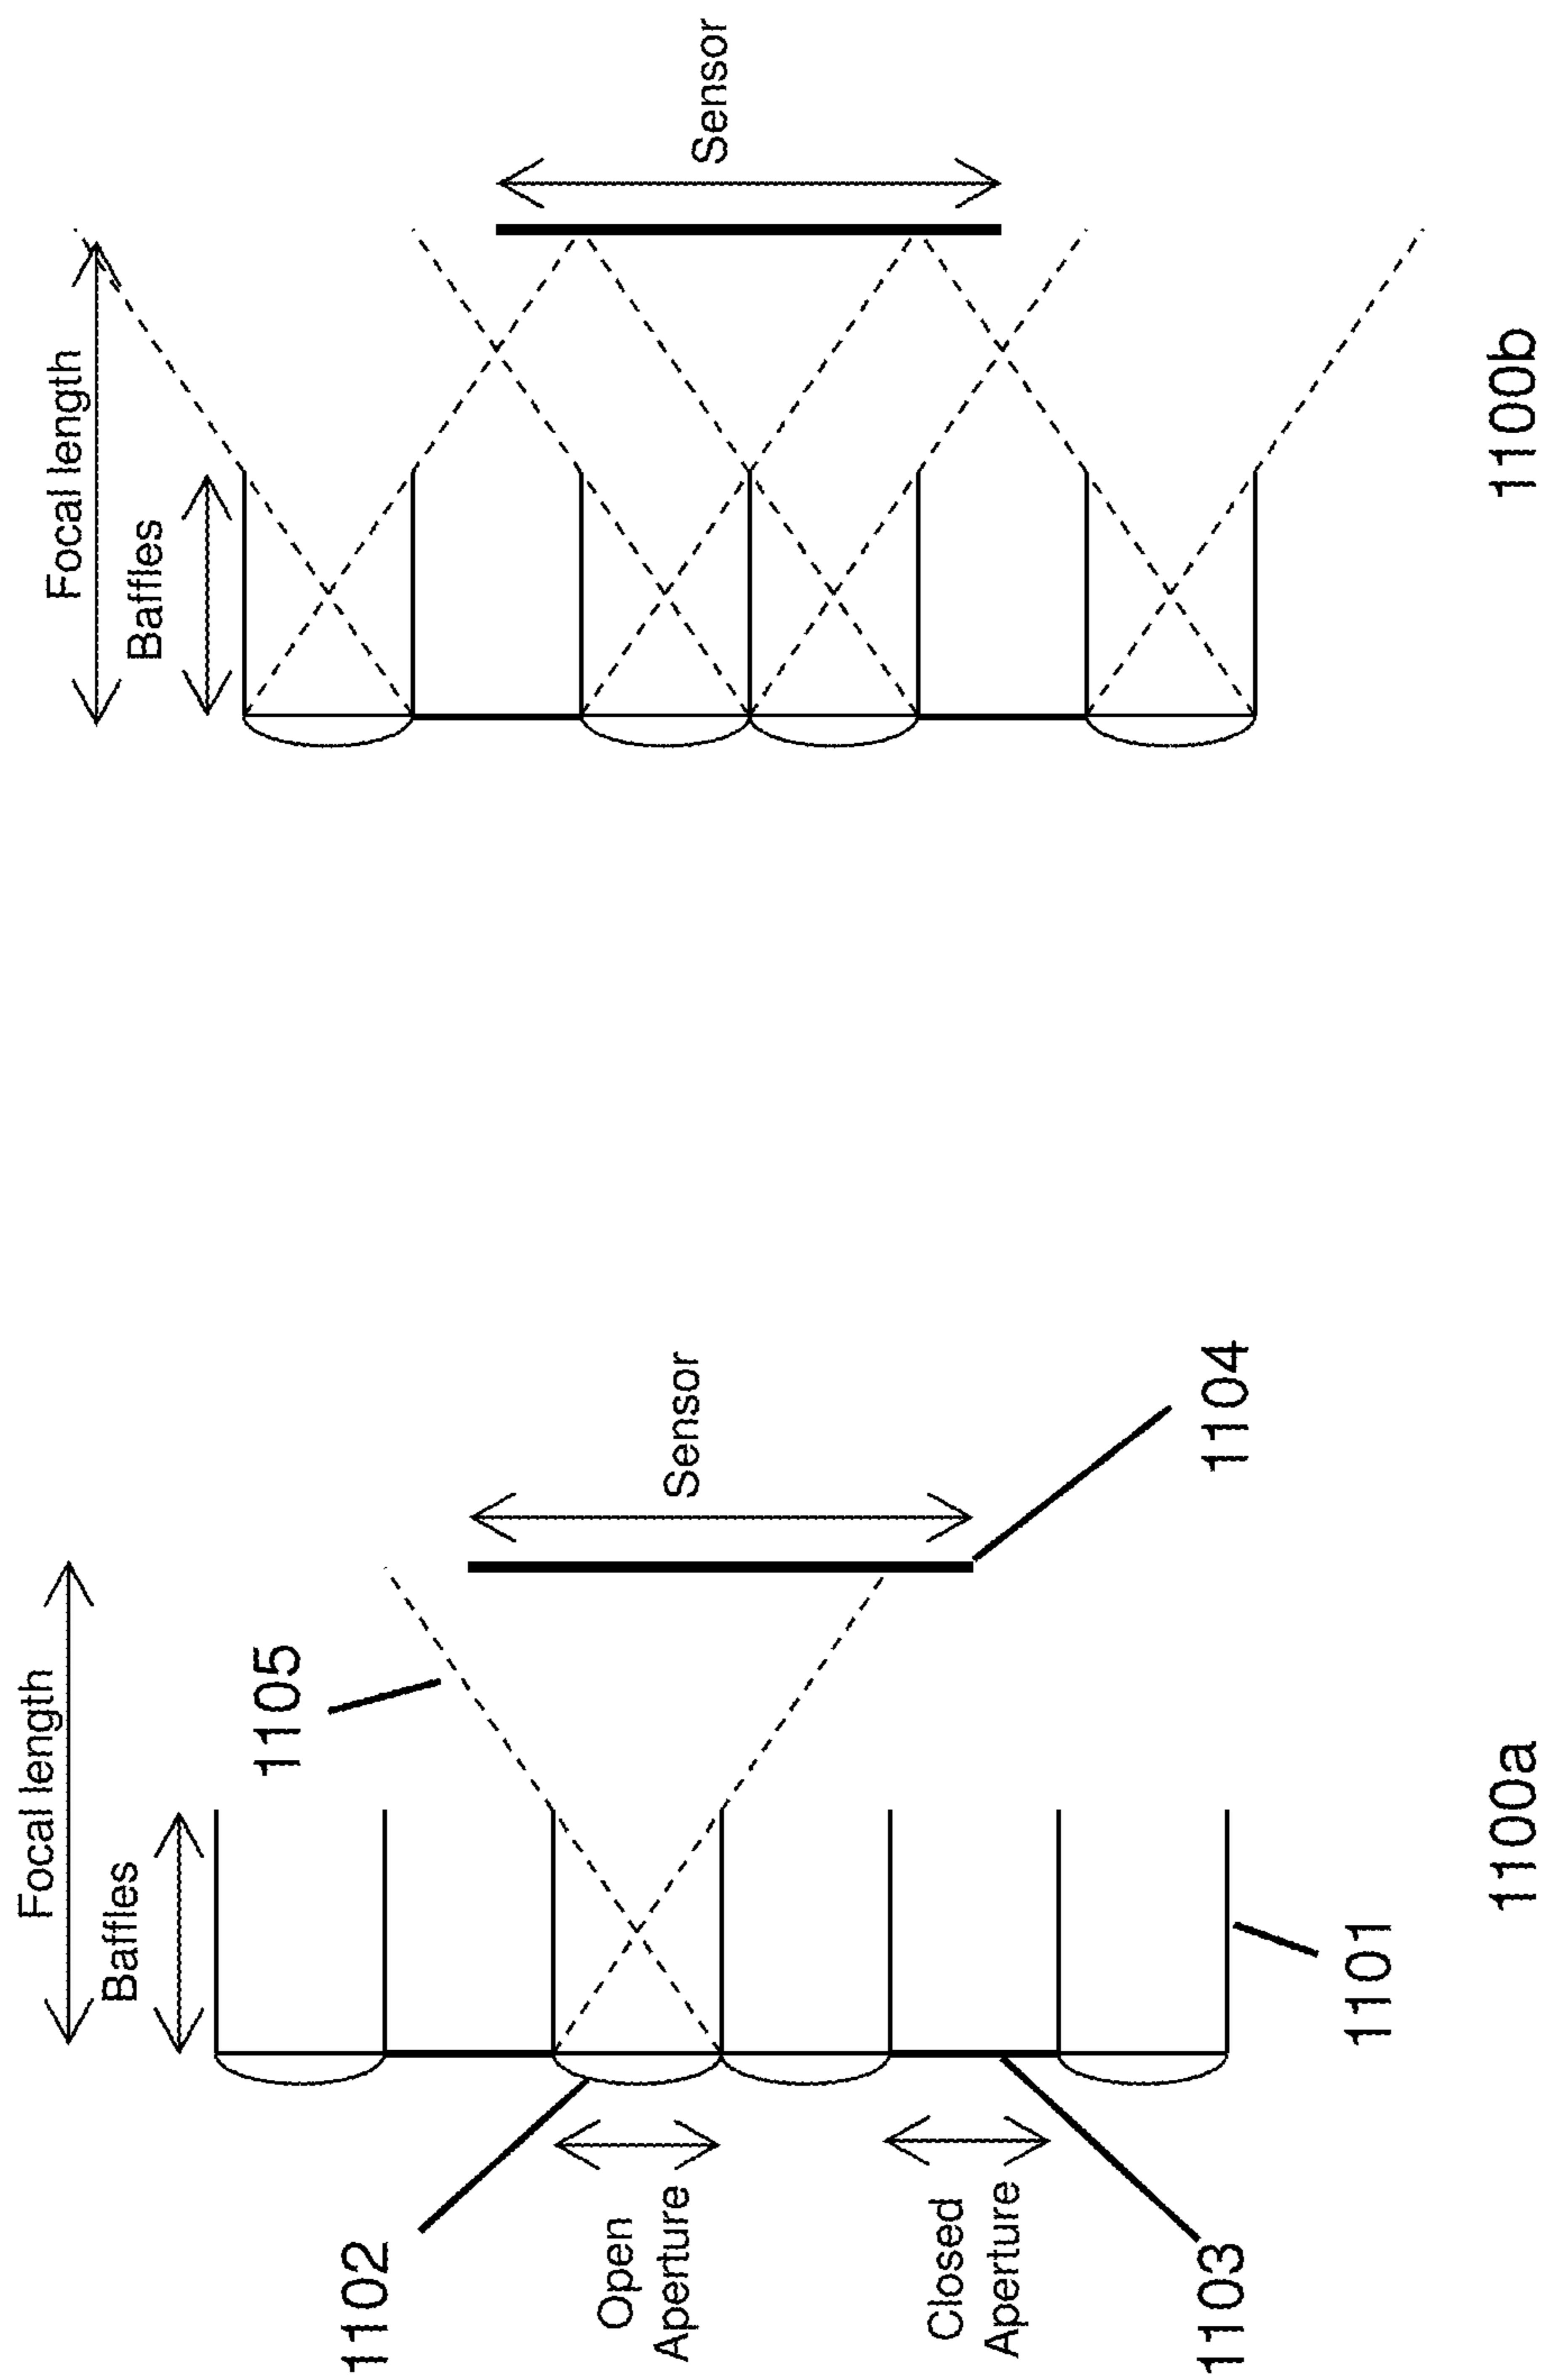 Focal length
Baffles
1105
Sensor
1102
Open
Aperture
Closed
Aperture
1104
1103
1101
1100a
Focal length
Baffles
Sensor
1100b